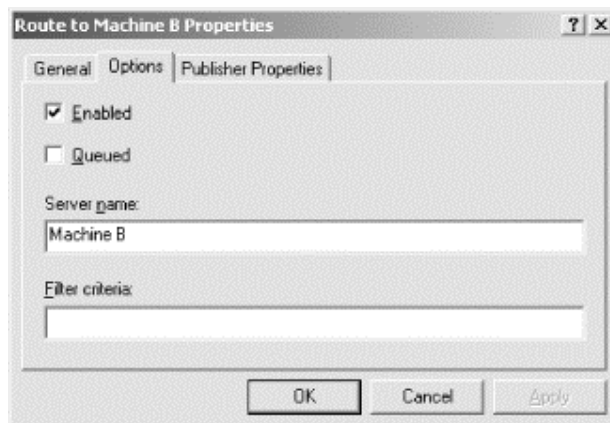 Route to Machine B Properties
General Options Publisher Properties
Enabled
Queued
Server name:
Machine B
Filter criteria:
OK Cancel Apply